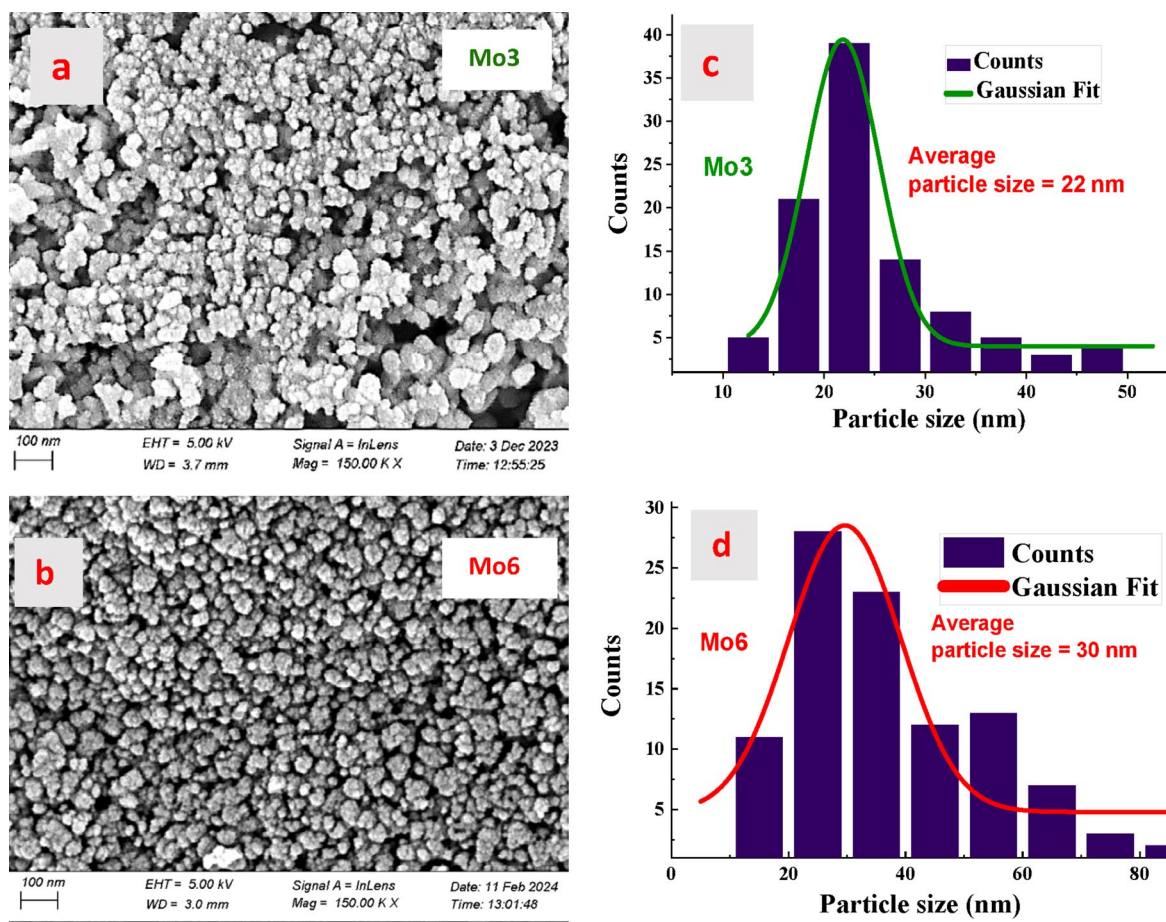 a
Mo3
100 nm
EHT = 5.00 kV
WD = 3.7 mm
Signal A = InLens
Mag = 150.00 K X
Date: 3 Dec 2023
Time: 12:55:25
c
Counts
Gaussian Fit
Mo3
Average
particle size = 22 nm
Counts
40
35
30
25
20
15
10
5
10 20 30 40 50
Particle size (nm)
b
Mo6
100 nm
EHT = 5.00 kV
WD = 3.0 mm
Signal A = InLens
Mag = 150.00 K X
Date: 11 Feb 2024
Time: 13:01:48
d
Counts
Gaussian Fit
Mo6
Average
particle size = 30 nm
Counts
30
25
20
15
10
5
20 40 60 80
Particle size (nm)